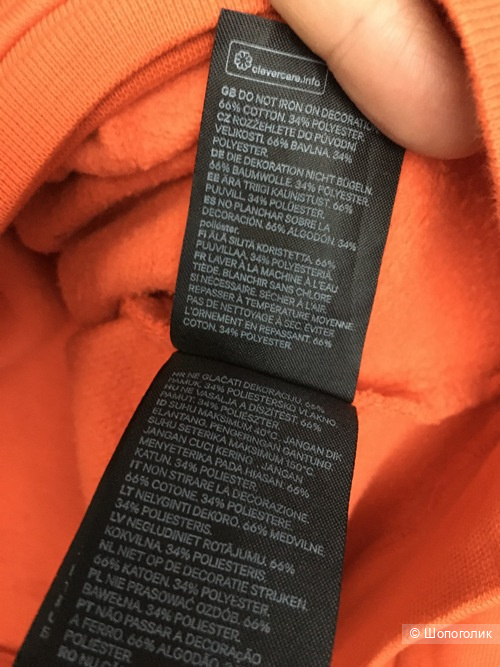 clevercare.info
GB DO NOT IRON ON DECORATION.
66% COTTON. 34% POLYESTER.
CZ ROZŽEHLETE DO PŮVODNÍ
VELIKOSTI. 66% BAVLNA. 34%
POLYESTER.
DE DIE DEKORATION NICHT BÜGELN.
66% BAUMWOLLE. 34% POLYESTER.
EE ÄRA TRIIGI KAUNISTUST. 66%
PUUVILL. 34% POLÜESTER.
ES NO PLANCHAR SOBRE LA
DECORACIÓN. 66% ALGODÓN. 34%
poliéster.
FI ÄLÄ SILITÄ KORISTETTA. 66%
PUUVILLAA. 34% POLYESTERIÄ.
FR LAVER À LA MACHINE À L'EAU
TIÈDE. BLANCHIR SANS CHLORE
SI NÉCESSAIRE. SÉCHER À L'AIR.
REPASSER À TEMPÉRATURE MOYENNE.
PAS DE NETTOYAGE À SEC. ÉVITER
L'ORNEMENT EN REPASSANT. 66%
COTON. 34% POLYESTER.
HR NE GLAČATI DEKORACIJU. 66%
PAMUK. 34% POLIESTERSKO VLAKNO.
HU NE VASALJA A DÍSZÍTÉST. 66%
PAMUT. 34% POLIÉSZTER.
ID SUHU MAKSIMUM 40°C. JANGAN DIK
ELANTANG. PENGERINGAN GANTUNG.
SUHU SETERIKA MAKSIMUM 150°C
JANGAN CUCI KERING. JANGAN
MENYETERIKA PADA HIASAN. 66%
KATUN. 34% POLIESTER.
IT NON STIRARE LA DECORAZIONE.
66% COTONE. 34% POLIESTERE.
LT NELYGINTI DEKORO. 66% MEDVILNĖ.
34% POLIESTERIS.
LV NEGLUDINIET ROTĀJUMU. 66%
KOKVILNA. 34% POLIESTERIS.
NL NIET OP DE DECORATIE STRIJKEN.
66% KATOEN. 34% POLYESTER.
PL NIE PRASOWAĆ OZDÓB. 66%
BAWEŁNA. 34% POLIESTER.
PT NÃO PASSAR A DECORAÇÃO
A FERRO. 66% ALGODÃO. 34%
POLIÉSTER.
© Шопоголик